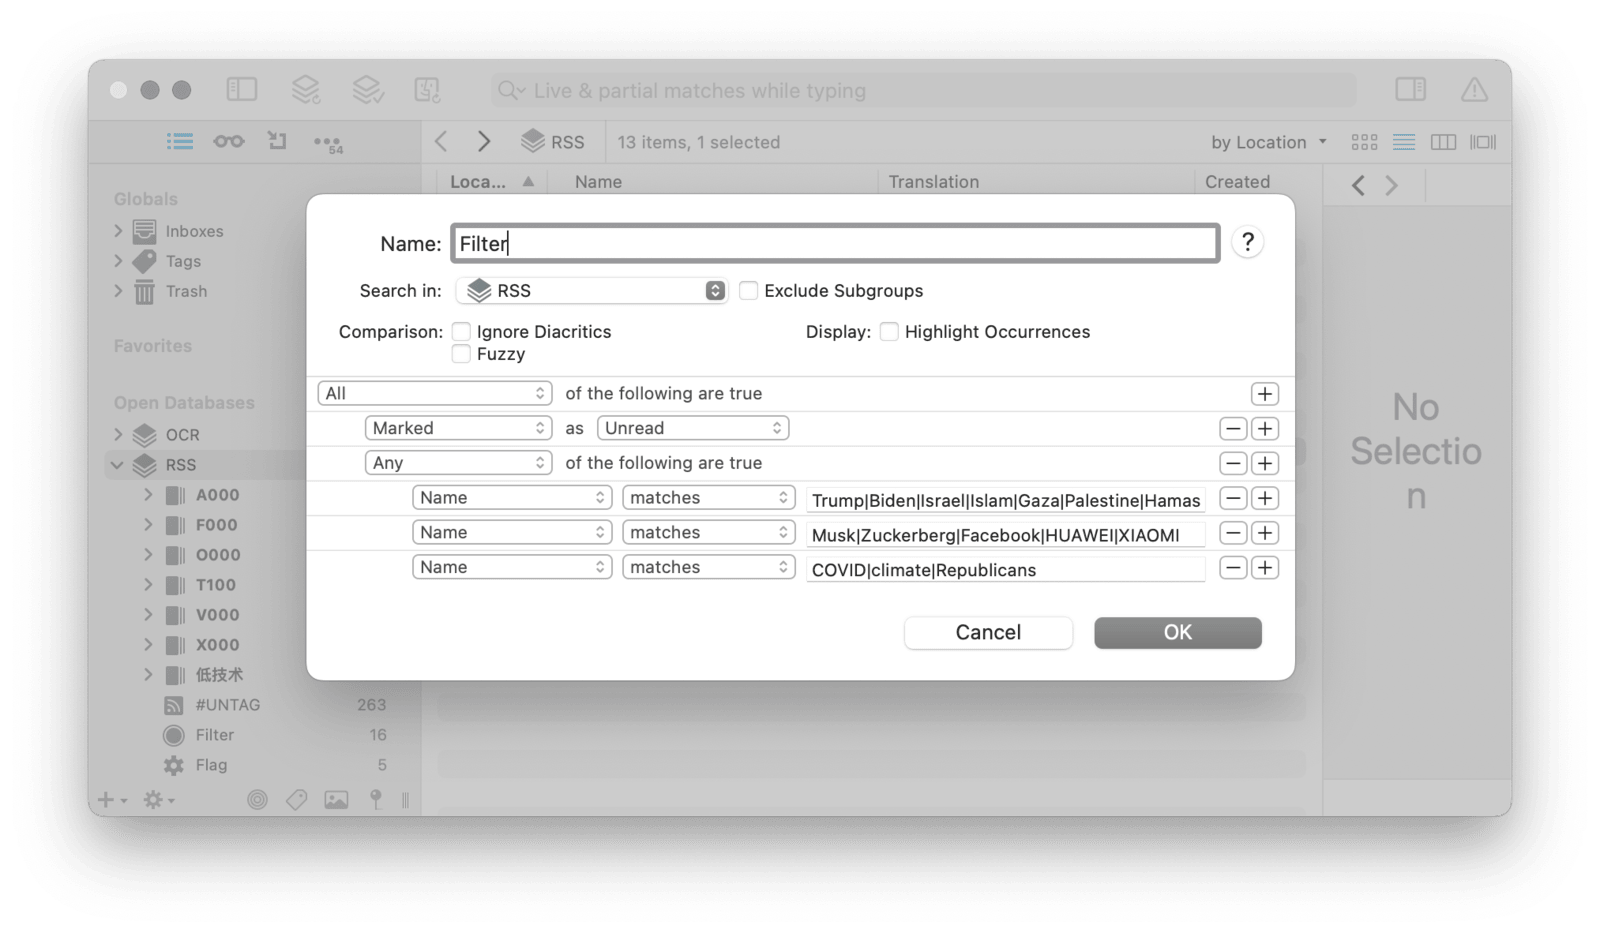 Live & partial matches while typing
54
RSS
13 items, 1 selected
by Location
Loca...
Name
Translation
Created
Globals
Inboxes
Tags
Trash
Favorites
Open Databases
OCR
RSS
A000
F000
O000
T100
V000
X000
低技术
#UNTAG 263
Filter 16
Flag 5
Name: Filter ?
Search in: RSS Exclude Subgroups
Comparison: Ignore Diacritics Display: Highlight Occurrences
Fuzzy
All of the following are true
Marked as Unread
Any of the following are true
Name matches Trump|Biden|Israel|Islam|Gaza|Palestine|Hamas
Name matches Musk|Zuckerberg|Facebook|HUAWEI|XIAOMI
Name matches COVID|climate|Republicans
Cancel OK
No
Selectio
n